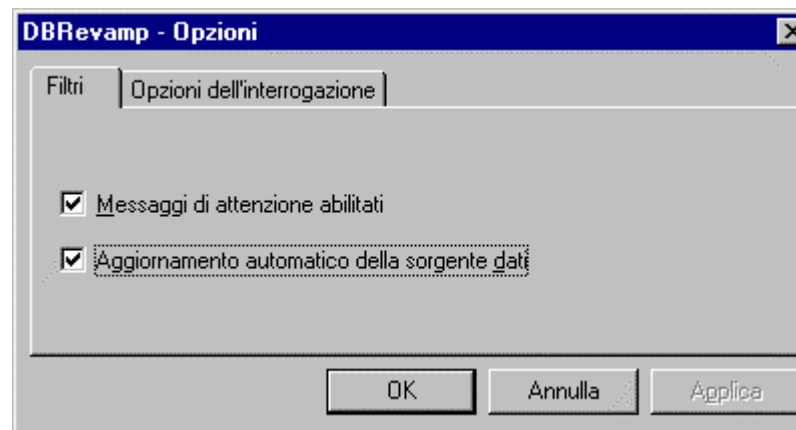 DBRevamp - Opzioni
Filtri
Opzioni dell'interrogazione
Messaggi di attenzione abilitati
Aggiornamento automatico della sorgente dati
OK
Annulla
Applica